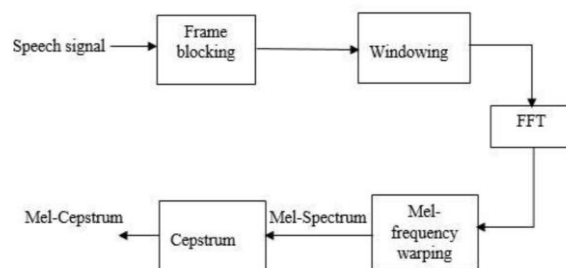 Speech signal
Frame
blocking
Windowing
FFT
Mel-
frequency
warping
Mel-Spectrum
Cepstrum
Mel-Cepstrum